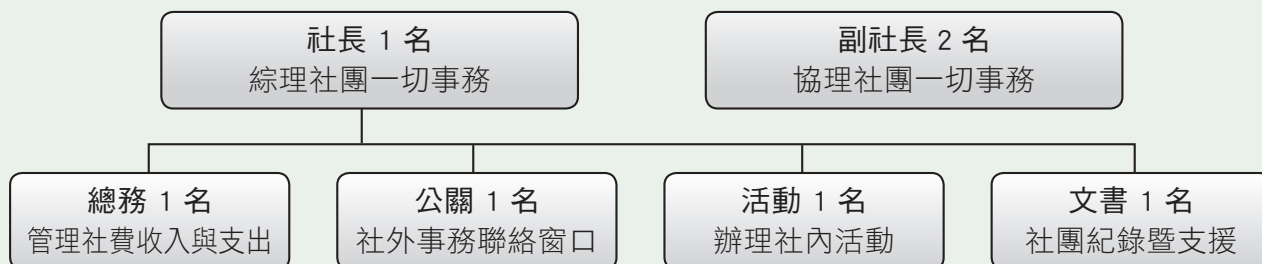 社長 1 名
綜理社團一切事務
副社長 2 名
協理社團一切事務
總務 1 名
管理社費收入與支出
公關 1 名
社外事務聯絡窗口
活動 1 名
辦理社內活動
文書 1 名
社團紀錄暨支援